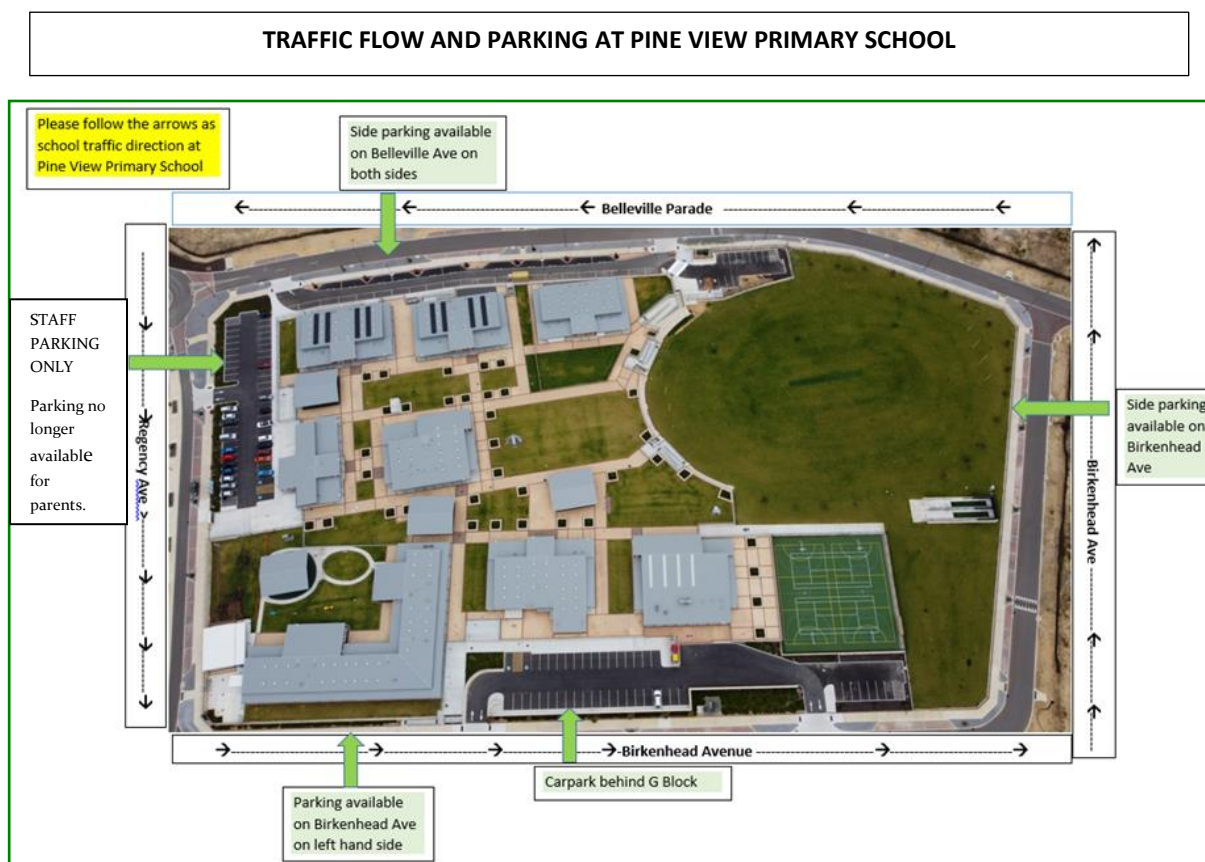 TRAFFIC FLOW AND PARKING AT PINE VIEW PRIMARY SCHOOL
Please follow the arrows as
school traffic direction at
Pine View Primary School
Side parking available
on Belleville Ave on
both sides
Belleville Parade
STAFF
PARKING
ONLY
Parking no
longer
available
for
parents.
Regency Ave >
Side parking
available on
Birkenhead
Ave
Birkenhead Ave
Birkenhead Avenue
Carpark behind G Block
Parking available
on Birkenhead Ave
on left hand side